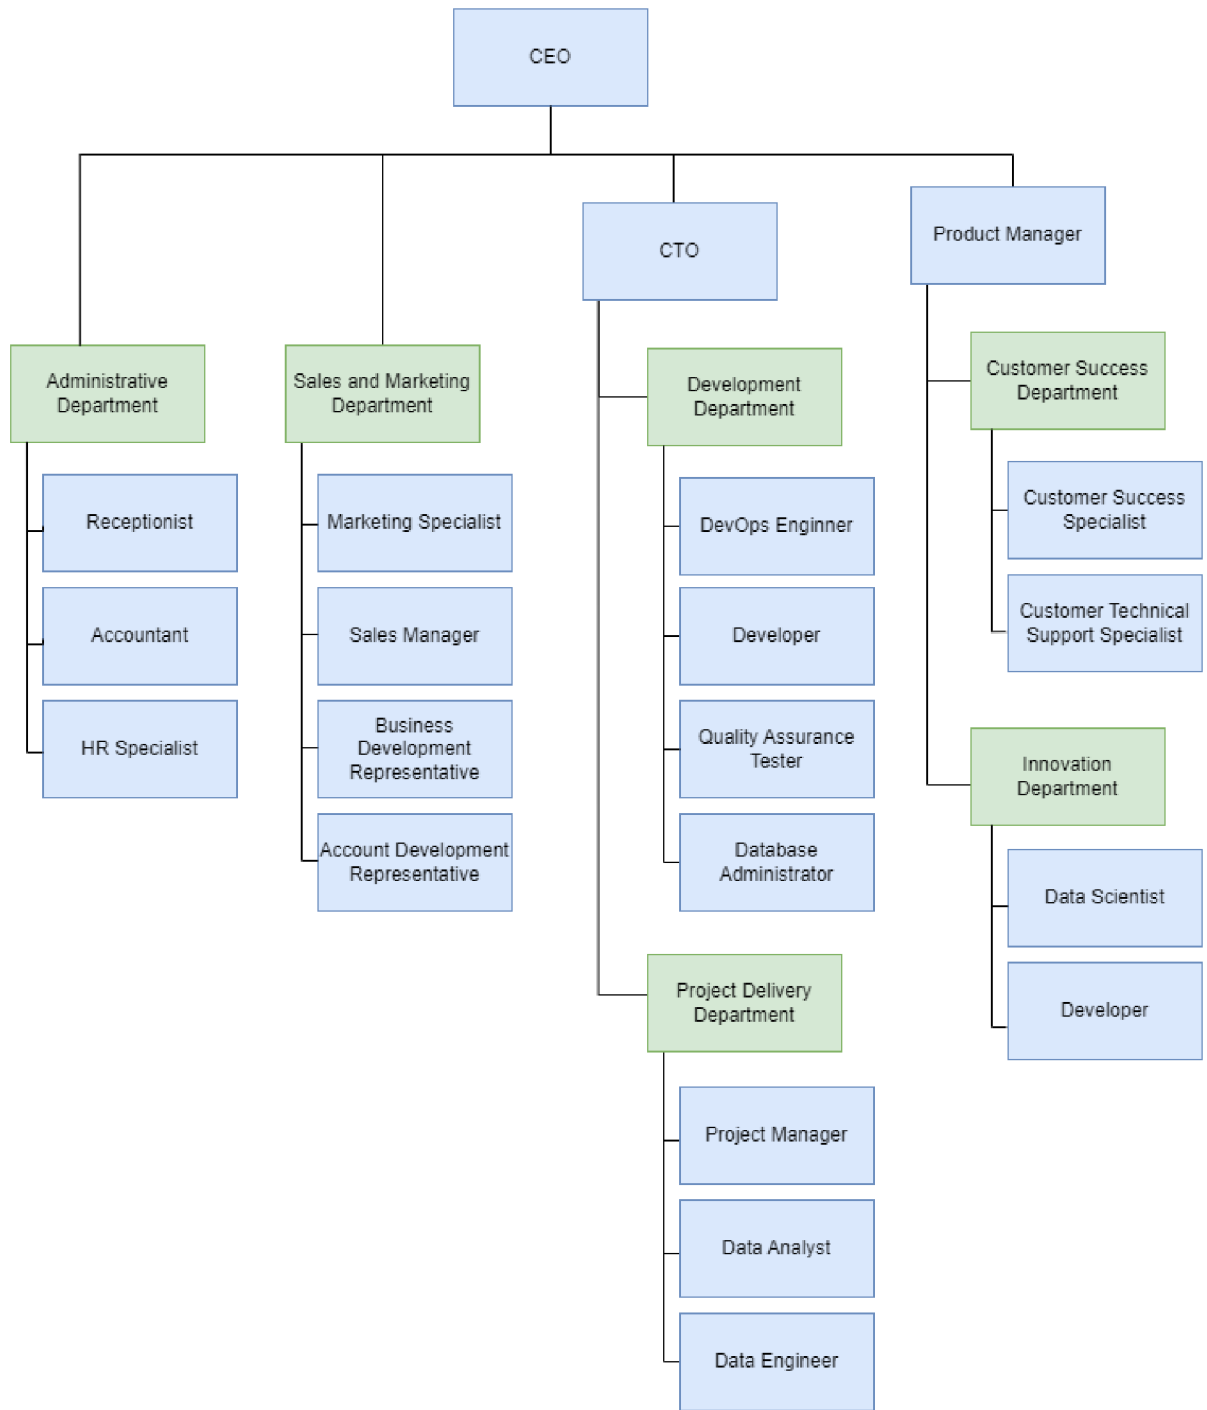 CEO
CTO
Product Manager
Administrative
Department
Sales and Marketing
Department
Development
Department
Customer Success
Department
Receptionist
Marketing Specialist
DevOps Enginner
Customer Success
Specialist
Accountant
Sales Manager
Developer
Customer Technical
Support Specialist
HR Specialist
Business
Development
Representative
Quality Assurance
Tester
Innovation
Department
Account Development
Representative
Database
Administrator
Data Scientist
Project Delivery
Department
Developer
Project Manager
Data Analyst
Data Engineer